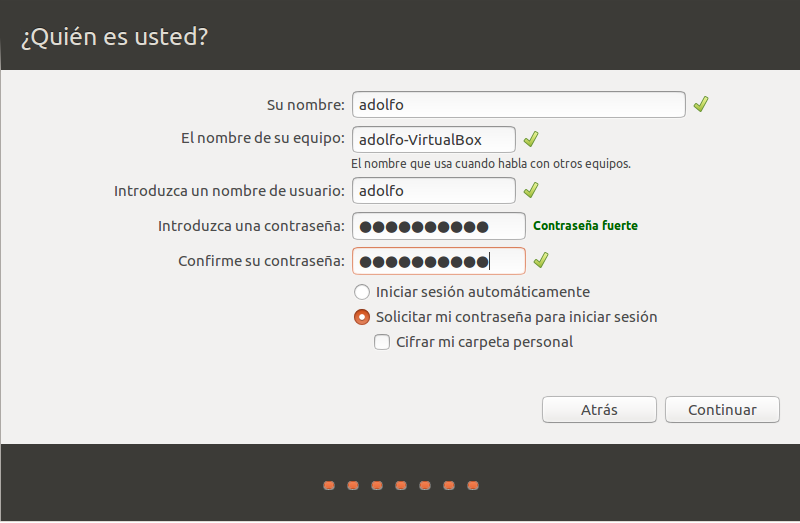 ¿Quién es usted?
Su nombre: adolfo
El nombre de su equipo: adolfo-VirtualBox
El nombre que usa cuando habla con otros equipos.
Introduzca un nombre de usuario: adolfo
Introduzca una contraseña: ●●●●●●●●●● Contraseña fuerte
Confirme su contraseña: ●●●●●●●●●●
Iniciar sesión automáticamente
Solicitar mi contraseña para iniciar sesión
Cifrar mi carpeta personal
Atrás Continuar